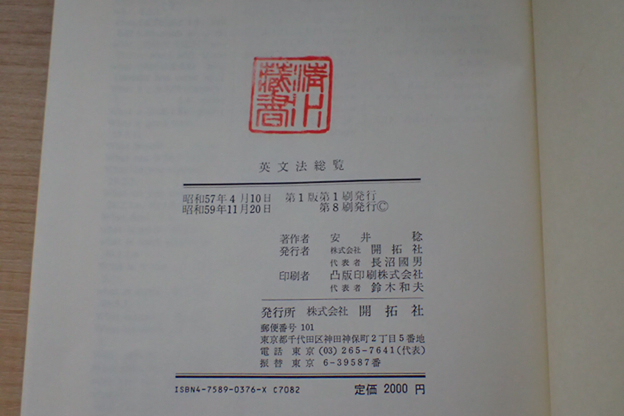 藏書
英文法総覧
昭和57年4月10日 第1版第1刷発行
昭和59年11月20日 第8刷発行©
著作者 安井 稔
発行者 株式会社 開拓社
代表者 長沼國男
印刷者 凸版印刷株式会社
代表者 鈴木和夫
発行所 株式会社 開拓社
郵便番号 101
東京都千代田区神田神保町2丁目5番地
電話 東京 (03) 265-7641 (代表)
振替 東京 6-39587番
ISBN4-7589-0376-X C7082 定価 2000 円